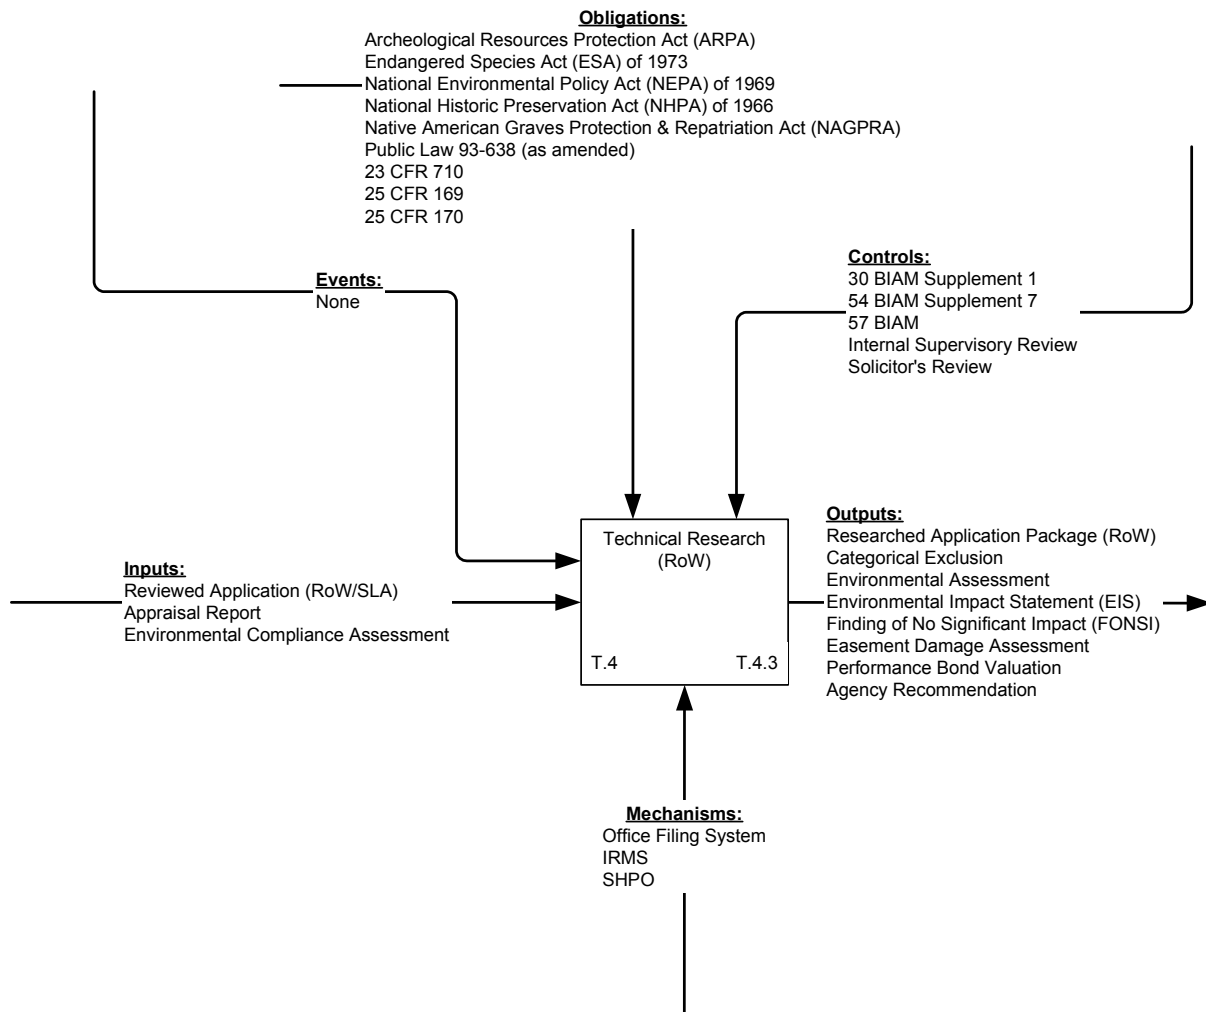 Obligations:
Archeological Resources Protection Act (ARPA)
Endangered Species Act (ESA) of 1973
National Environmental Policy Act (NEPA) of 1969
National Historic Preservation Act (NHPA) of 1966
Native American Graves Protection & Repatriation Act (NAGPRA)
Public Law 93-638 (as amended)
23 CFR 710
25 CFR 169
25 CFR 170
Events:
None
Controls:
30 BIAM Supplement 1
54 BIAM Supplement 7
57 BIAM
Internal Supervisory Review
Solicitor's Review
Inputs:
Reviewed Application (RoW/SLA)
Appraisal Report
Environmental Compliance Assessment
Technical Research
(RoW)
T.4
T.4.3
Outputs:
Researched Application Package (RoW)
Categorical Exclusion
Environmental Assessment
Environmental Impact Statement (EIS)
Finding of No Significant Impact (FONSI)
Easement Damage Assessment
Performance Bond Valuation
Agency Recommendation
Mechanisms:
Office Filing System
IRMS
SHPO